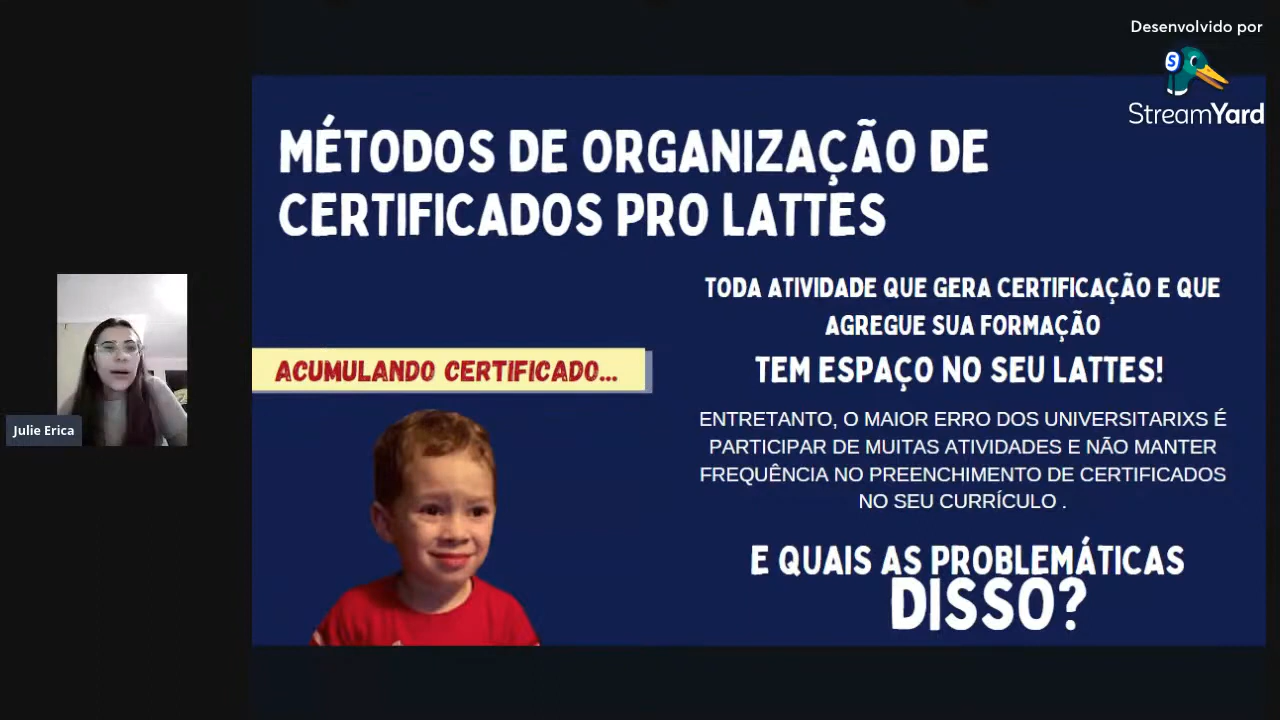 Desenvolvido por
StreamYard
MÉTODOS DE ORGANIZAÇÃO DE
CERTIFICADOS PRO LATTES
ACUMULANDO CERTIFICADO...
TODA ATIVIDADE QUE GERA CERTIFICAÇÃO E QUE
AGREGUE SUA FORMAÇÃO
TEM ESPAÇO NO SEU LATTES!
ENTRETANTO, O MAIOR ERRO DOS UNIVERSITARIXS É
PARTICIPAR DE MUITAS ATIVIDADES E NÃO MANTER
FREQUÊNCIA NO PREENCHIMENTO DE CERTIFICADOS
NO SEU CURRÍCULO .
E QUAIS AS PROBLEMÁTICAS
DISSO?
Julie Erica